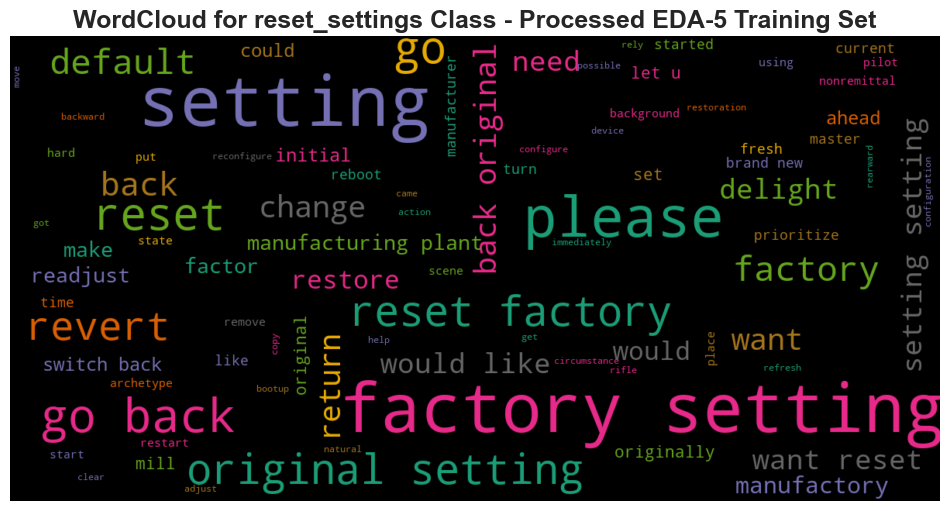 WordCloud for reset_settings Class - Processed EDA-5 Training Set
default
could
go
manufacturer
back original
need
possible
rely
started
let u
using
current
pilot
nonremittal
move
setting
backward
background
restoration
device
ahead
master
hard
put
reconfigure
initial
configure
fresh
brand new
rearward
setting setting
configuration
back
reboot
turn
set
delight
reset
change
came
action
please
got
state
make
manufacturing plant
immediately
prioritize
readjust
factor
restore
scene
factory
time
revert
remove
copy
original
reset factory
help
get
want
place
switch back
like
return
would like
would
circumstance
rifle
refresh
archetype
bootup
go back
factory setting
restart
natural
start
mill
original setting
originally
want reset
clear
adjust
manufactory